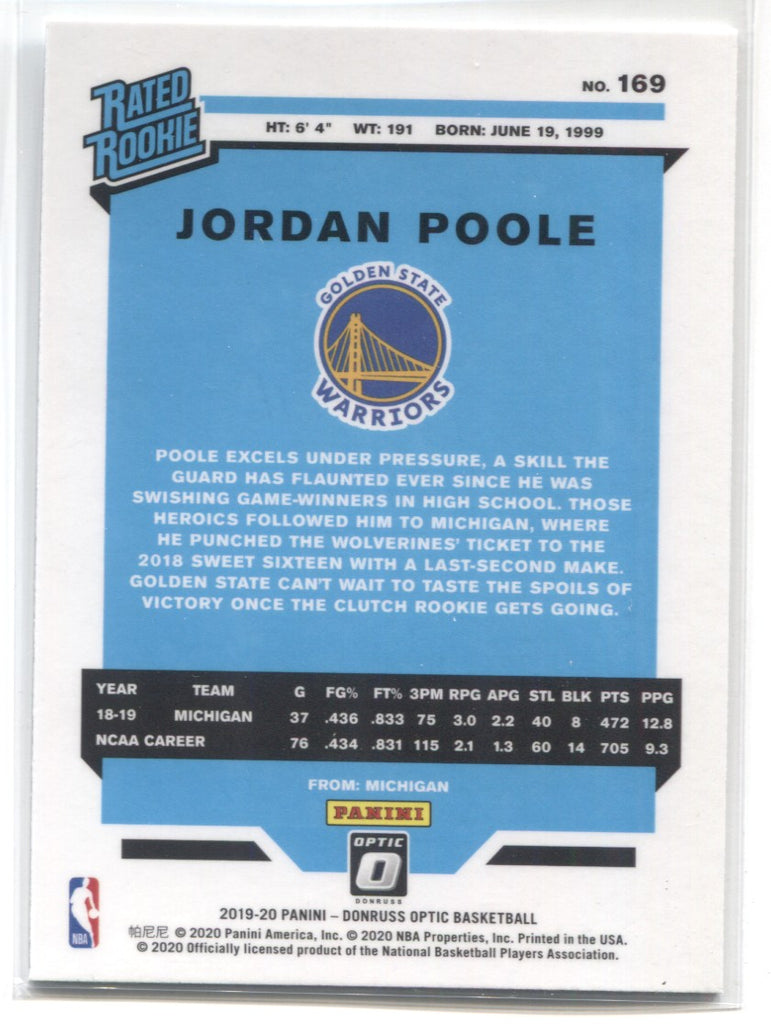 RATED
ROOKIE
NO. 169
HT: 6' 4" WT: 191 BORN: JUNE 19, 1999
JORDAN POOLE
GOLDEN STATE
WARRIORS
POOLE EXCELS UNDER PRESSURE, A SKILL THE
GUARD HAS FLAUNTED EVER SINCE HE WAS
SWISHING GAME-WINNERS IN HIGH SCHOOL. THOSE
HEROICS FOLLOWED HIM TO MICHIGAN, WHERE
HE PUNCHED THE WOLVERINES' TICKET TO THE
2018 SWEET SIXTEEN WITH A LAST-SECOND MAKE.
GOLDEN STATE CAN'T WAIT TO TASTE THE SPOILS OF
VICTORY ONCE THE CLUTCH ROOKIE GETS GOING.
YEAR TEAM G FG% FT% 3PM RPG APG STL BLK PTS PPG
18-19 MICHIGAN 37 .436 .833 75 3.0 2.2 40 8 472 12.8
NCAA CAREER 76 .434 .831 115 2.1 1.3 60 14 705 9.3
FROM: MICHIGAN
PANINI
OPTIC
O
DONRUSS
NBA
2019-20 PANINI – DONRUSS OPTIC BASKETBALL
帕尼尼 © 2020 Panini America, Inc. © 2020 NBA Properties, Inc. Printed in the USA.
© 2020 Officially licensed product of the National Basketball Players Association.